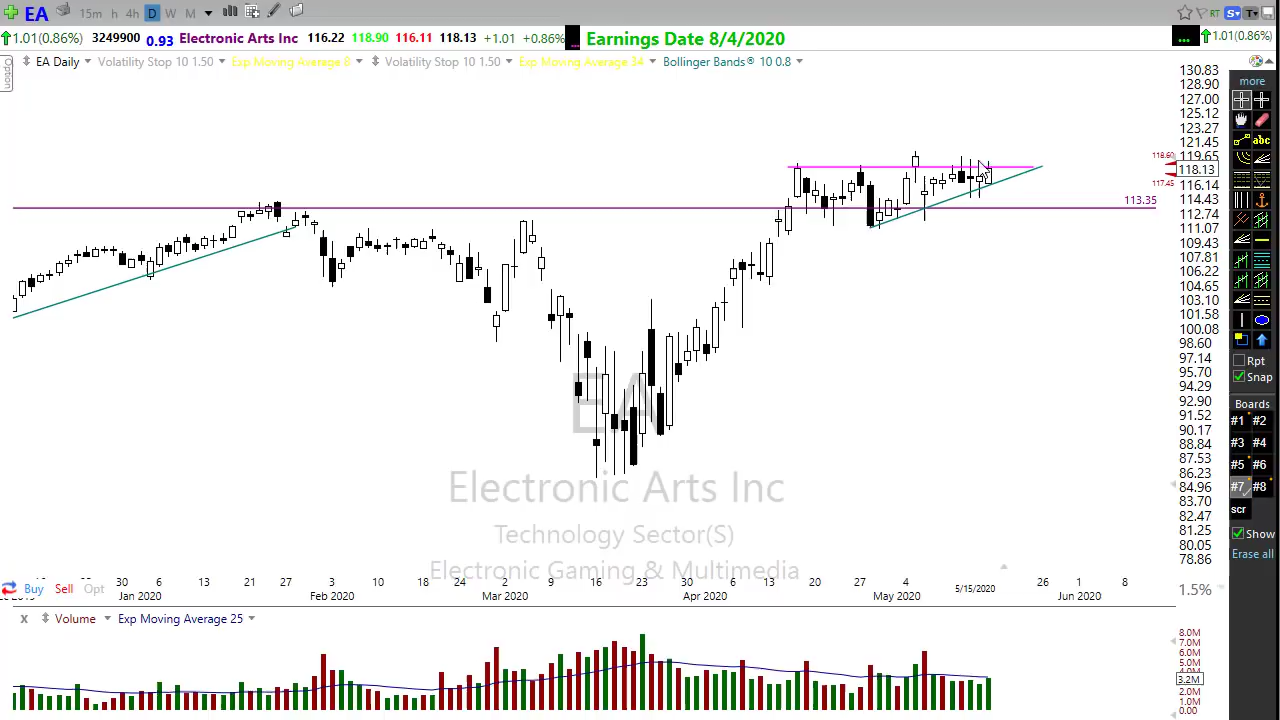 EA 15m h 4h D W M RT S T
1.01(0.86%) 3249900 0.93 Electronic Arts Inc 116.22 118.90 116.11 118.13 +1.01 +0.86% ... Earnings Date 8/4/2020 ... 1.01(0.86%)
Option
EA Daily Volatility Stop 10 1.50 Exp Moving Average 8 Volatility Stop 10 1.50 Exp Moving Average 34 Bollinger Bands® 10 0.8
130.83
128.90
127.00
125.12
123.27
121.45
119.65
118.60
118.13
117.45
116.14
114.43
113.35
112.74
111.07
109.43
107.81
106.22
104.65
103.10
101.58
100.08
98.60
97.14
95.70
94.29
92.90
91.52
90.17
88.84
87.53
86.23
84.96
83.70
82.47
81.25
80.05
78.86
more
abc
Rpt
Snap
Boards
#1 #2
#3 #4
#5 #6
#7 #8
scr
Show
Erase all
EA
Electronic Arts Inc
Technology Sector(S)
Electronic Gaming & Multimedia
30 6 13 21 27 3 10 18 24 2 9 16 23 30 6 13 20 27 4 5/15/2020 26 1 8
Buy Sell Opt Jan 2020 Feb 2020 Mar 2020 Apr 2020 May 2020 Jun 2020 1.5%
X Volume Exp Moving Average 25
8.0M
7.0M
6.0M
5.0M
4.0M
3.2M
2.0M
1.0M
0.00